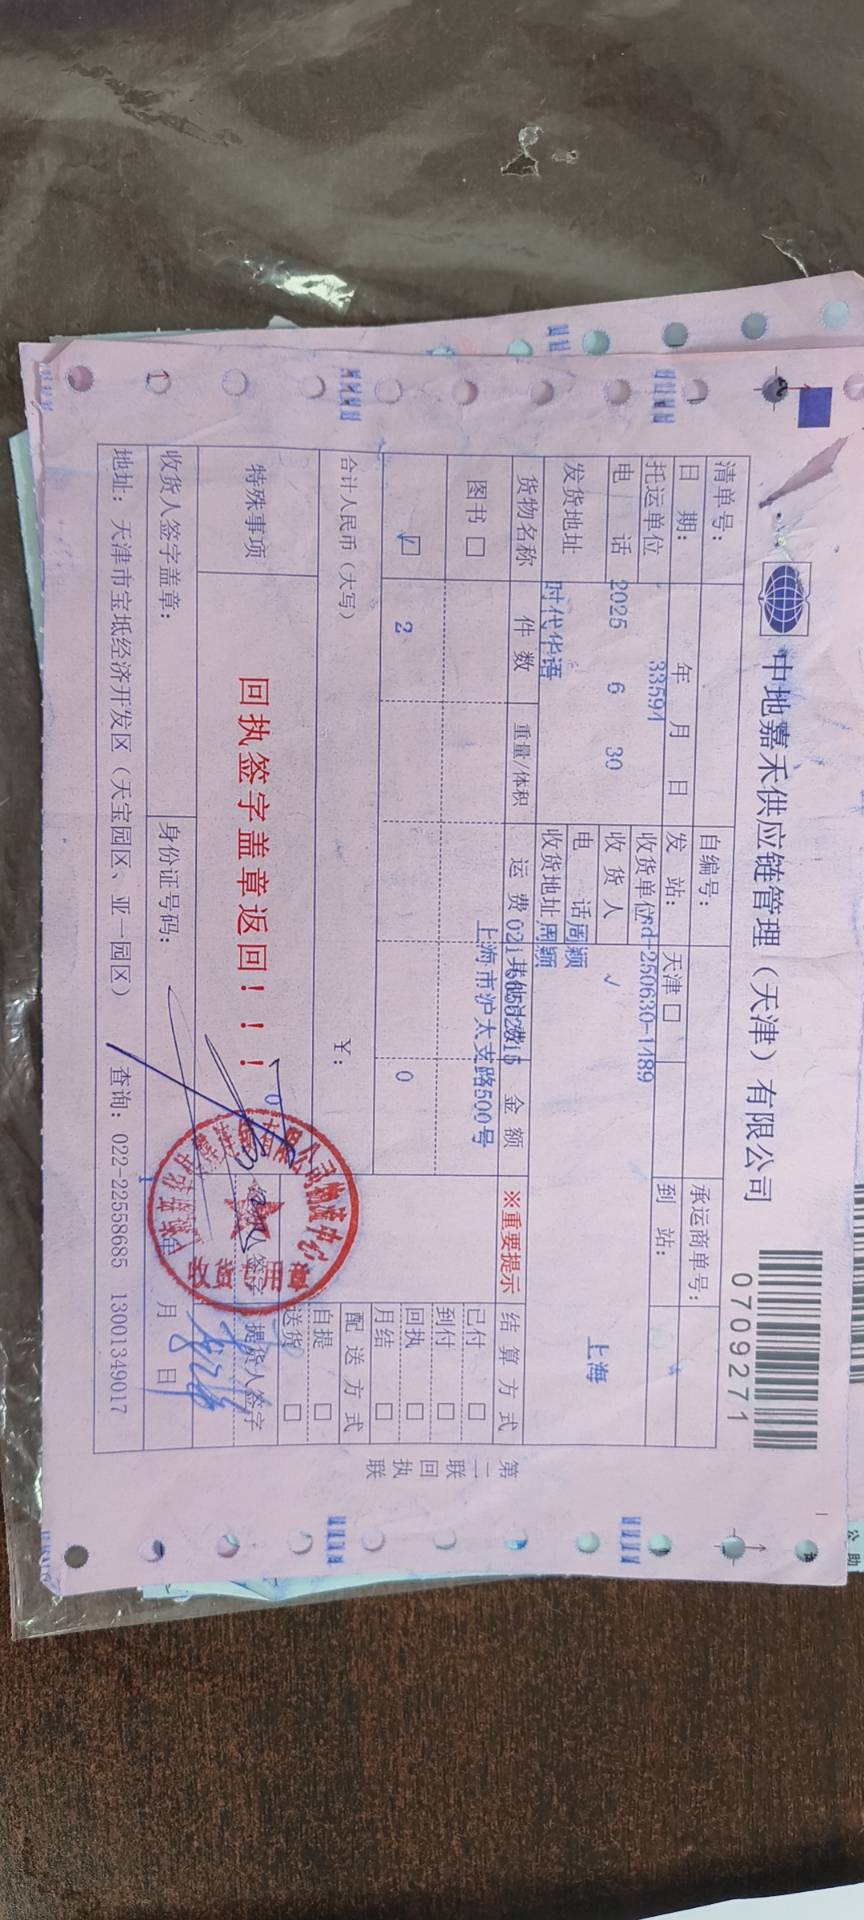 中地嘉禾供应链管理（天津）有限公司
0709271
清单号：
自编号：
承运商单号：
日 期：
年 月 日
发 站：
天津 □
到 站：
托运单位
33594
收货单位
sd-250630-1489
电 话
2025 6 30
收 货 人
√
上海
发货地址
时代华语
电 话
周颖
收货地址
周颖
货物名称
件 数
重量/体积
运 费
金 额
※重要提示
结 算 方 式
上海市沪太支路500号
图书 □
已付 □
到付 □
2
0
回执 □
月结 □
合计人民币（大写）
￥：
配 送 方 式
自提 □
送货 □
特殊事项
回执签字盖章返回！！！
0
提货人签字
收货专用章
收货人签字盖章：
身份证号码：
月 日
地址：天津市宝坻经济开发区（天宝园区、亚一园区）
查询：022-22558685 13001349017
第二联 回执联